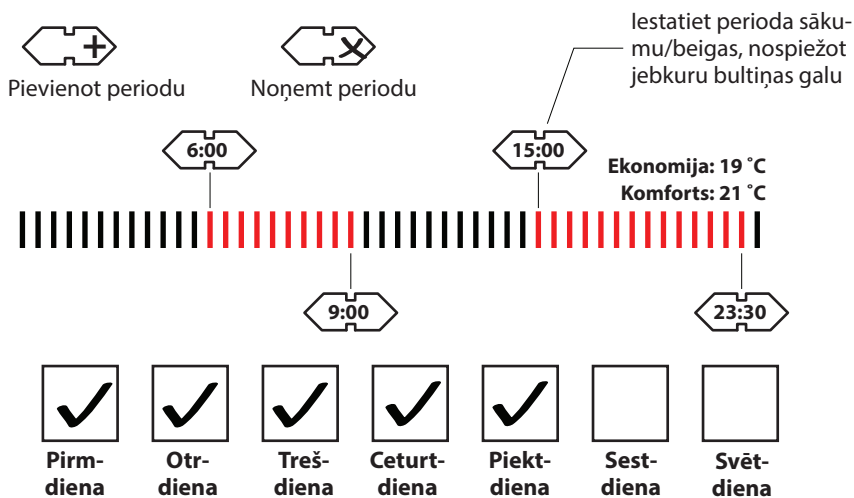 Pievienot periodu
Noņemt periodu
Iestatiet perioda sāku-
mu/beigas, nospiežot
jebkuru bultiņas galu
6:00
15:00
Ekonomija: 19 ˚C
Komforts: 21 ˚C
9:00
23:30
Pirm-
diena
Otr-
diena
Treš-
diena
Ceturt-
diena
Piekt-
diena
Sest-
diena
Svēt-
diena